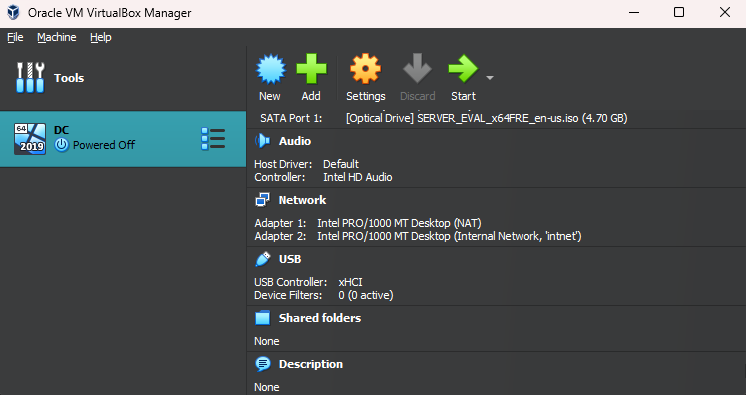 Oracle VM VirtualBox Manager
File Machine Help
Tools
New Add Settings Discard Start
64
2019
DC
Powered Off
SATA Port 1: [Optical Drive] SERVER_EVAL_x64FRE_en-us.iso (4.70 GB)
Audio
Host Driver: Default
Controller: Intel HD Audio
Network
Adapter 1: Intel PRO/1000 MT Desktop (NAT)
Adapter 2: Intel PRO/1000 MT Desktop (Internal Network, 'intnet')
USB
USB Controller: xHCI
Device Filters: 0 (0 active)
Shared folders
None
Description
None